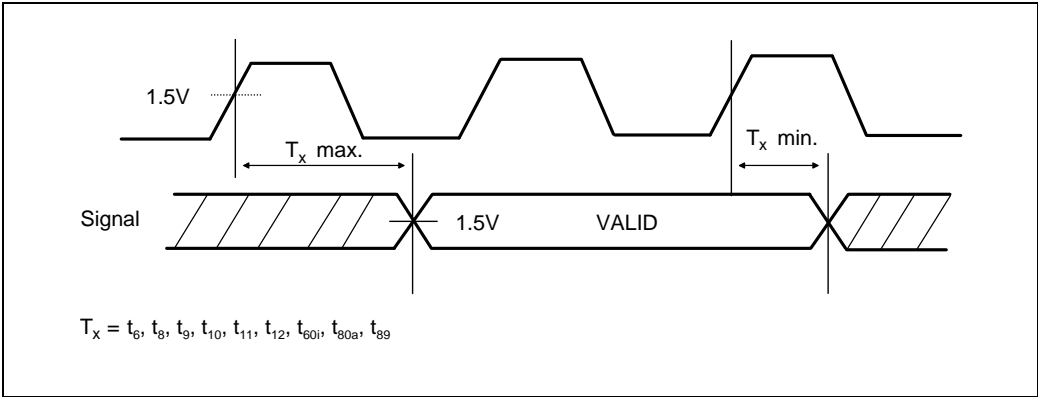 1.5V
Tx max.
Tx min.
Signal
1.5V
VALID
Tx = t6, t8, t9, t10, t11, t12, t60i, t80a, t89